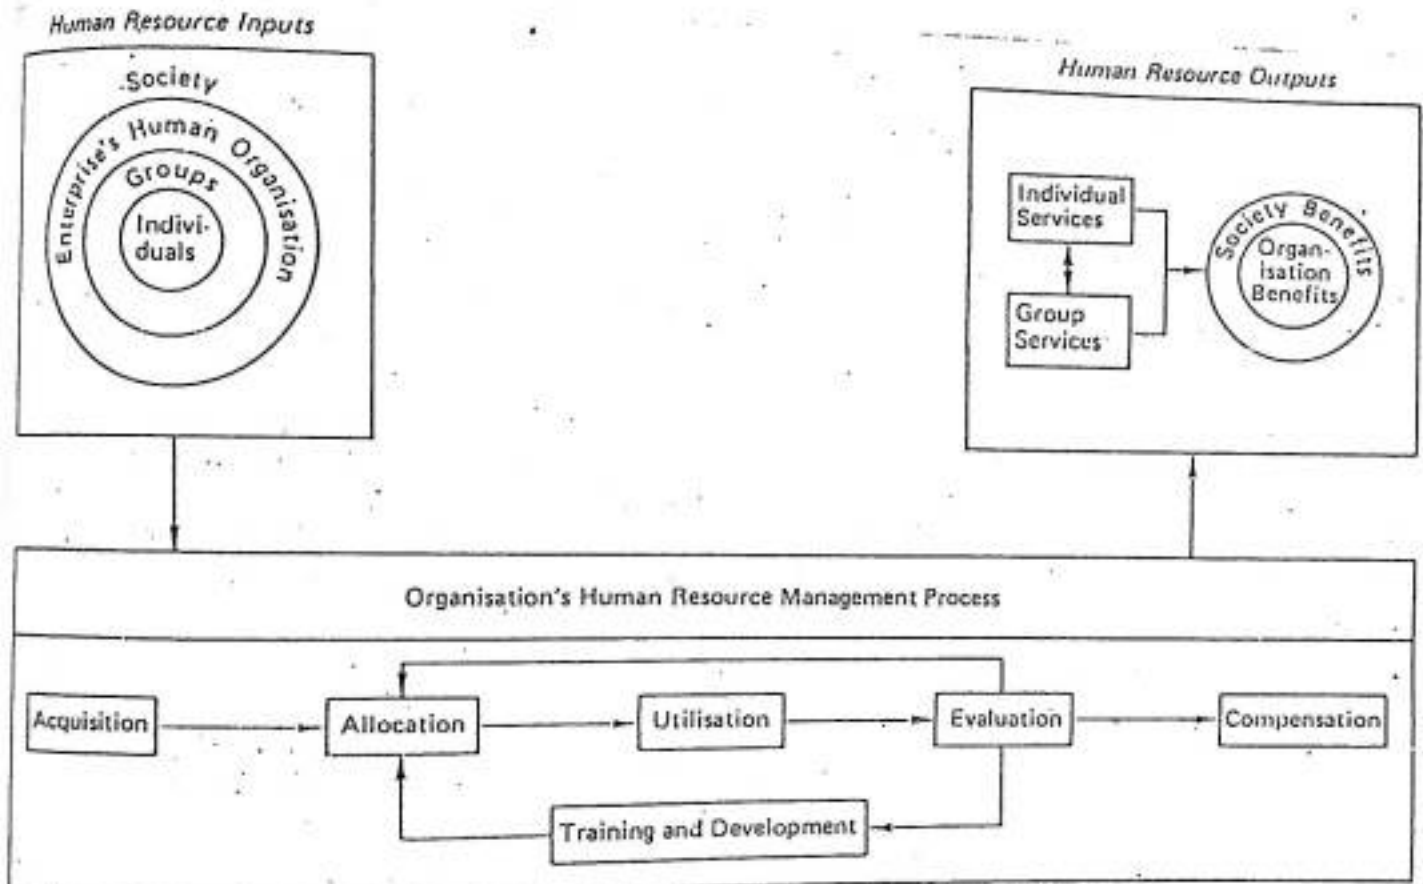 Human Resource Inputs
Society
Enterprise's Human Organisation
Groups
Indivi-
duals
Human Resource Outputs
Individual
Services
Group
Services
Society Benefits
Organ-
isation
Benefits
Organisation's Human Resource Management Process
Acquisition
Allocation
Utilisation
Evaluation
Compensation
Training and Development